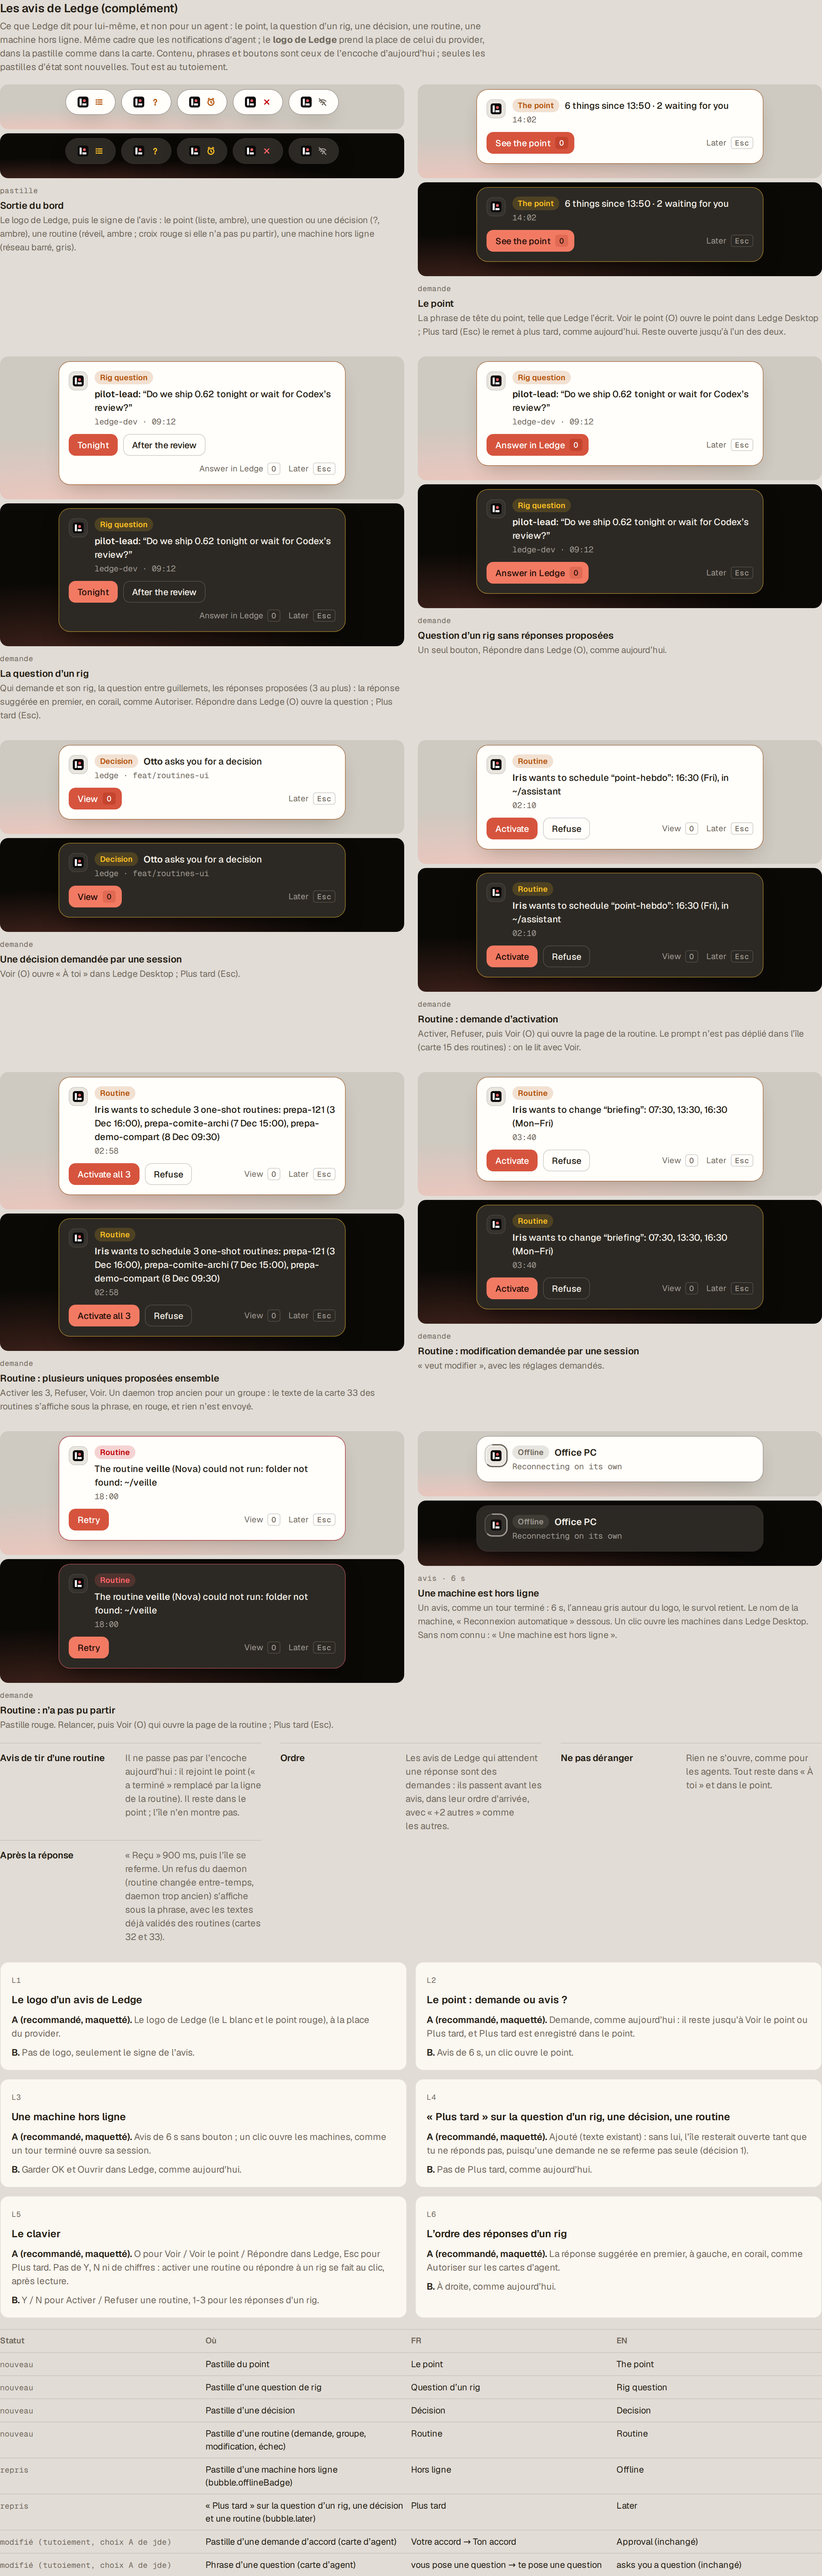 Les avis de Ledge (complément)
Ce que Ledge dit pour lui-même, et non pour un agent : le point, la question d'un rig, une décision, une routine, une
machine hors ligne. Même cadre que les notifications d'agent ; le logo de Ledge prend la place de celui du provider,
dans la pastille comme dans la carte. Contenu, phrases et boutons sont ceux de l'encoche d'aujourd'hui ; seules les
pastilles d'état sont nouvelles. Tout est au tutoiement.
pastille
Sortie du bord
Le logo de Ledge, puis le signe de l'avis : le point (liste, ambre), une question ou une décision (?,
ambre), une routine (réveil, ambre ; croix rouge si elle n'a pas pu partir), une machine hors ligne
(réseau barré, gris).
The point 6 things since 13:50 · 2 waiting for you
14:02
See the point O Later Esc
The point 6 things since 13:50 · 2 waiting for you
14:02
See the point O Later Esc
demande
Le point
La phrase de tête du point, telle que Ledge l'écrit. Voir le point (O) ouvre le point dans Ledge Desktop
; Plus tard (Esc) le remet à plus tard, comme aujourd'hui. Reste ouverte jusqu'à l'un des deux.
Rig question
pilot-lead: “Do we ship 0.62 tonight or wait for Codex's
review?”
ledge-dev · 09:12
Tonight After the review
Answer in Ledge O Later Esc
Rig question
pilot-lead: “Do we ship 0.62 tonight or wait for Codex's
review?”
ledge-dev · 09:12
Tonight After the review
Answer in Ledge O Later Esc
demande
La question d'un rig
Qui demande et son rig, la question entre guillemets, les réponses proposées (3 au plus) : la réponse
suggérée en premier, en corail, comme Autoriser. Répondre dans Ledge (O) ouvre la question ; Plus
tard (Esc).
Rig question
pilot-lead: “Do we ship 0.62 tonight or wait for Codex's
review?”
ledge-dev · 09:12
Answer in Ledge O Later Esc
Rig question
pilot-lead: “Do we ship 0.62 tonight or wait for Codex's
review?”
ledge-dev · 09:12
Answer in Ledge O Later Esc
demande
Question d'un rig sans réponses proposées
Un seul bouton, Répondre dans Ledge (O), comme aujourd'hui.
Decision Otto asks you for a decision
ledge · feat/routines-ui
View O Later Esc
Decision Otto asks you for a decision
ledge · feat/routines-ui
View O Later Esc
demande
Une décision demandée par une session
Voir (O) ouvre « À toi » dans Ledge Desktop ; Plus tard (Esc).
Routine
Iris wants to schedule “point-hebdo”: 16:30 (Fri), in
~/assistant
02:10
Activate Refuse View O Later Esc
Routine
Iris wants to schedule “point-hebdo”: 16:30 (Fri), in
~/assistant
02:10
Activate Refuse View O Later Esc
demande
Routine : demande d'activation
Activer, Refuser, puis Voir (O) qui ouvre la page de la routine. Le prompt n'est pas déplié dans l'île
(carte 15 des routines) : on le lit avec Voir.
Routine
Iris wants to schedule 3 one-shot routines: prepa-121 (3
Dec 16:00), prepa-comite-archi (7 Dec 15:00), prepa-
demo-compart (8 Dec 09:30)
02:58
Activate all 3 Refuse View O Later Esc
Routine
Iris wants to schedule 3 one-shot routines: prepa-121 (3
Dec 16:00), prepa-comite-archi (7 Dec 15:00), prepa-
demo-compart (8 Dec 09:30)
02:58
Activate all 3 Refuse View O Later Esc
demande
Routine : plusieurs uniques proposées ensemble
Activer les 3, Refuser, Voir. Un daemon trop ancien pour un groupe : le texte de la carte 33 des
routines s'affiche sous la phrase, en rouge, et rien n'est envoyé.
Routine
Iris wants to change “briefing”: 07:30, 13:30, 16:30
(Mon–Fri)
03:40
Activate Refuse View O Later Esc
Routine
Iris wants to change “briefing”: 07:30, 13:30, 16:30
(Mon–Fri)
03:40
Activate Refuse View O Later Esc
demande
Routine : modification demandée par une session
« veut modifier », avec les réglages demandés.
Routine
The routine veille (Nova) could not run: folder not
found: ~/veille
18:00
Retry View O Later Esc
Routine
The routine veille (Nova) could not run: folder not
found: ~/veille
18:00
Retry View O Later Esc
demande
Routine : n'a pas pu partir
Pastille rouge. Relancer, puis Voir (O) qui ouvre la page de la routine ; Plus tard (Esc).
Offline Office PC
Reconnecting on its own
Offline Office PC
Reconnecting on its own
avis · 6 s
Une machine est hors ligne
Un avis, comme un tour terminé : 6 s, l'anneau gris autour du logo, le survol retient. Le nom de la
machine, « Reconnexion automatique » dessous. Un clic ouvre les machines dans Ledge Desktop.
Sans nom connu : « Une machine est hors ligne ».
Avis de tir d'une routine
Il ne passe pas par l'encoche
aujourd'hui : il rejoint le point («
a terminé » remplacé par la ligne
de la routine). Il reste dans le
point ; l'île n'en montre pas.
Ordre
Les avis de Ledge qui attendent
une réponse sont des
demandes : ils passent avant les
avis, dans leur ordre d'arrivée,
avec « +2 autres » comme
les autres.
Ne pas déranger
Rien ne s'ouvre, comme pour
les agents. Tout reste dans « À
toi » et dans le point.
Après la réponse
« Reçu » 900 ms, puis l'île se
referme. Un refus du daemon
(routine changée entre-temps,
daemon trop ancien) s'affiche
sous la phrase, avec les textes
déjà validés des routines (cartes
32 et 33).
L1
Le logo d'un avis de Ledge
A (recommandé, maquetté). Le logo de Ledge (le L blanc et le point rouge), à la place
du provider.
B. Pas de logo, seulement le signe de l'avis.
L2
Le point : demande ou avis ?
A (recommandé, maquetté). Demande, comme aujourd'hui : il reste jusqu'à Voir le point ou
Plus tard, et Plus tard est enregistré dans le point.
B. Avis de 6 s, un clic ouvre le point.
L3
Une machine hors ligne
A (recommandé, maquetté). Avis de 6 s sans bouton ; un clic ouvre les machines, comme
un tour terminé ouvre sa session.
B. Garder OK et Ouvrir dans Ledge, comme aujourd'hui.
L4
« Plus tard » sur la question d'un rig, une décision, une routine
A (recommandé, maquetté). Ajouté (texte existant) : sans lui, l'île resterait ouverte tant que
tu ne réponds pas, puisqu'une demande ne se referme pas seule (décision 1).
B. Pas de Plus tard, comme aujourd'hui.
L5
Le clavier
A (recommandé, maquetté). O pour Voir / Voir le point / Répondre dans Ledge, Esc pour
Plus tard. Pas de Y, N ni de chiffres : activer une routine ou répondre à un rig se fait au clic,
après lecture.
B. Y / N pour Activer / Refuser une routine, 1-3 pour les réponses d'un rig.
L6
L'ordre des réponses d'un rig
A (recommandé, maquetté). La réponse suggérée en premier, à gauche, en corail, comme
Autoriser sur les cartes d'agent.
B. À droite, comme aujourd'hui.
Statut Où FR EN
nouveau Pastille du point Le point The point
nouveau Pastille d'une question de rig Question d'un rig Rig question
nouveau Pastille d'une décision Décision Decision
nouveau Pastille d'une routine (demande, groupe, Routine Routine
modification, échec)
repris Pastille d'une machine hors ligne Hors ligne Offline
(bubble.offlineBadge)
repris « Plus tard » sur la question d'un rig, une décision Plus tard Later
et une routine (bubble.later)
modifié (tutoiement, choix A de jde) Pastille d'une demande d'accord (carte d'agent) Votre accord → Ton accord Approval (inchangé)
modifié (tutoiement, choix A de jde) Phrase d'une question (carte d'agent) vous pose une question → te pose une question asks you a question (inchangé)